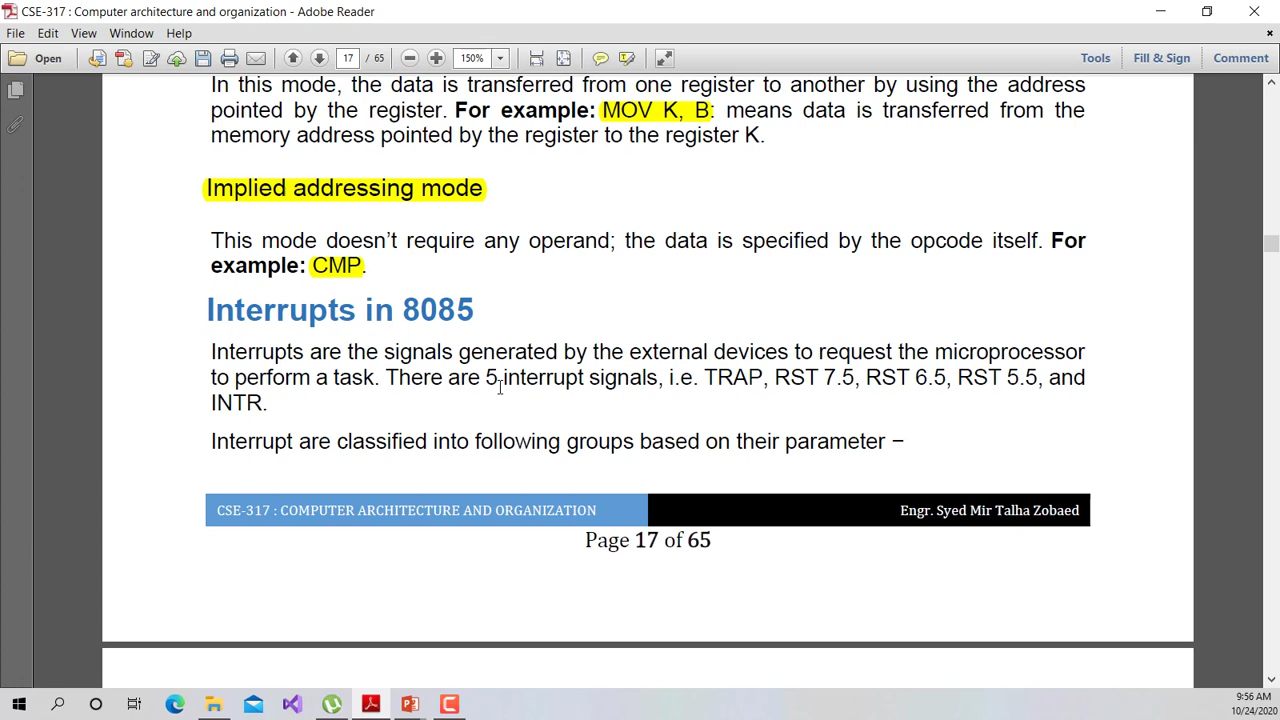 CSE-317 : Computer architecture and organization - Adobe Reader
File Edit View Window Help
Open 17 / 65 150% Tools Fill & Sign Comment
In this mode, the data is transferred from one register to another by using the address
pointed by the register. For example: MOV K, B: means data is transferred from the
memory address pointed by the register to the register K.
Implied addressing mode
This mode doesn’t require any operand; the data is specified by the opcode itself. For
example: CMP.
Interrupts in 8085
Interrupts are the signals generated by the external devices to request the microprocessor
to perform a task. There are 5 interrupt signals, i.e. TRAP, RST 7.5, RST 6.5, RST 5.5, and
INTR.
Interrupt are classified into following groups based on their parameter −
CSE-317 : COMPUTER ARCHITECTURE AND ORGANIZATION Engr. Syed Mir Talha Zobaed
Page 17 of 65
9:56 AM
10/24/2020